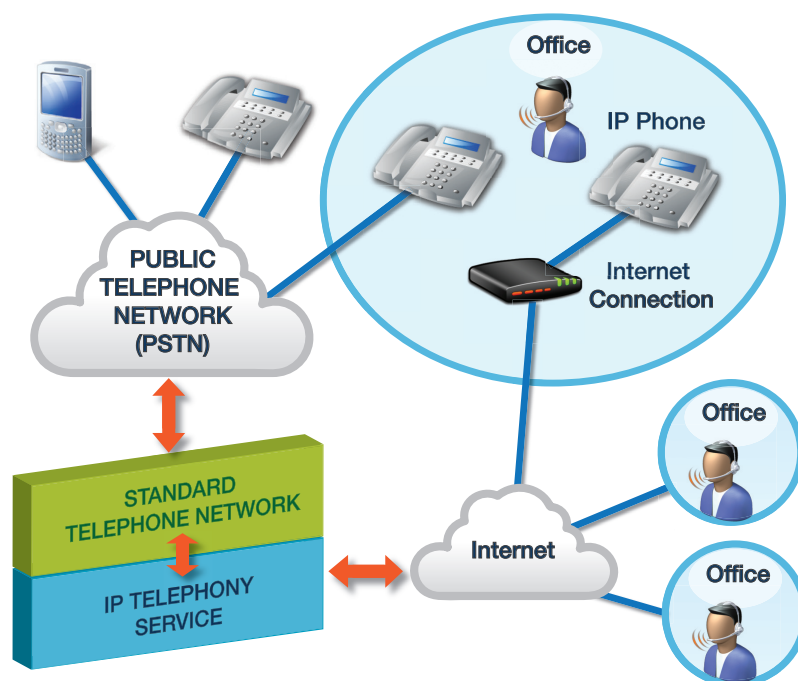 Office
IP Phone
PUBLIC
TELEPHONE
NETWORK
(PSTN)
Internet
Connection
Office
STANDARD
TELEPHONE NETWORK
Internet
IP TELEPHONY
SERVICE
Office